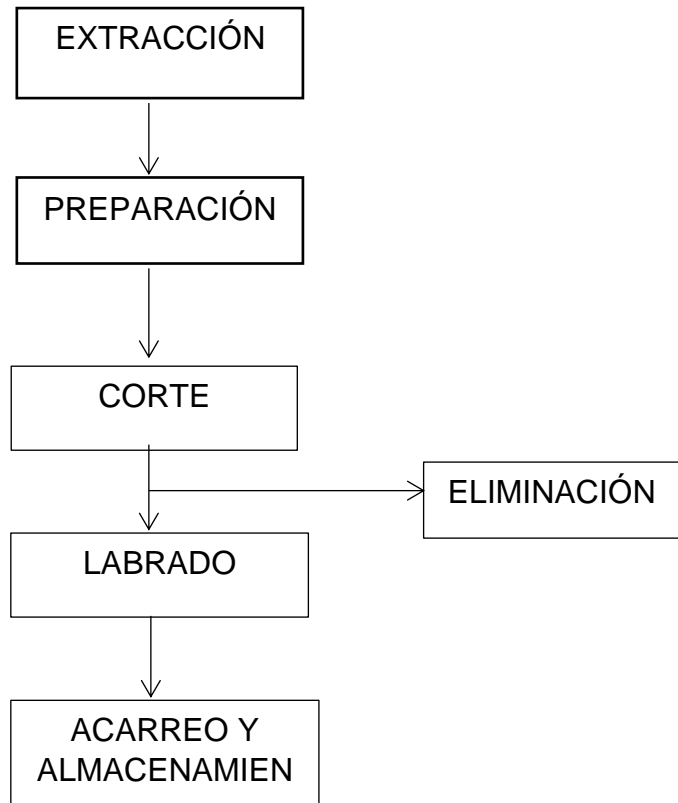 EXTRACCIÓN
PREPARACIÓN
CORTE
ELIMINACIÓN
LABRADO
ACARREO Y
ALMACENAMIEN